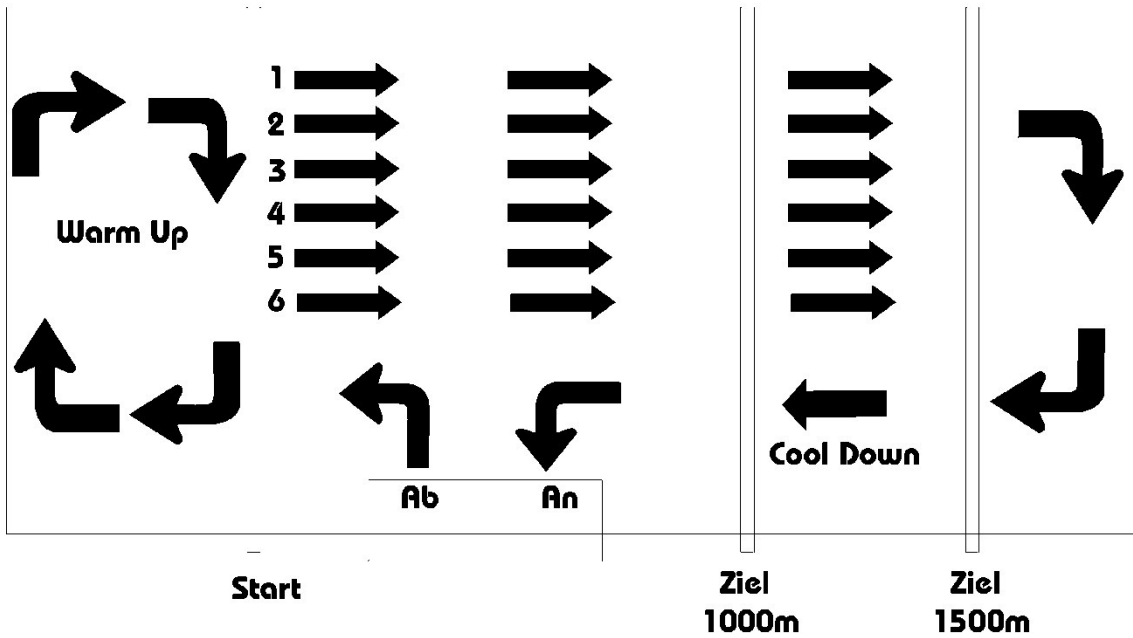 1
2
3
4
5
6
Warm Up
Cool Down
Ab
An
Start
Ziel
1000m
Ziel
1500m